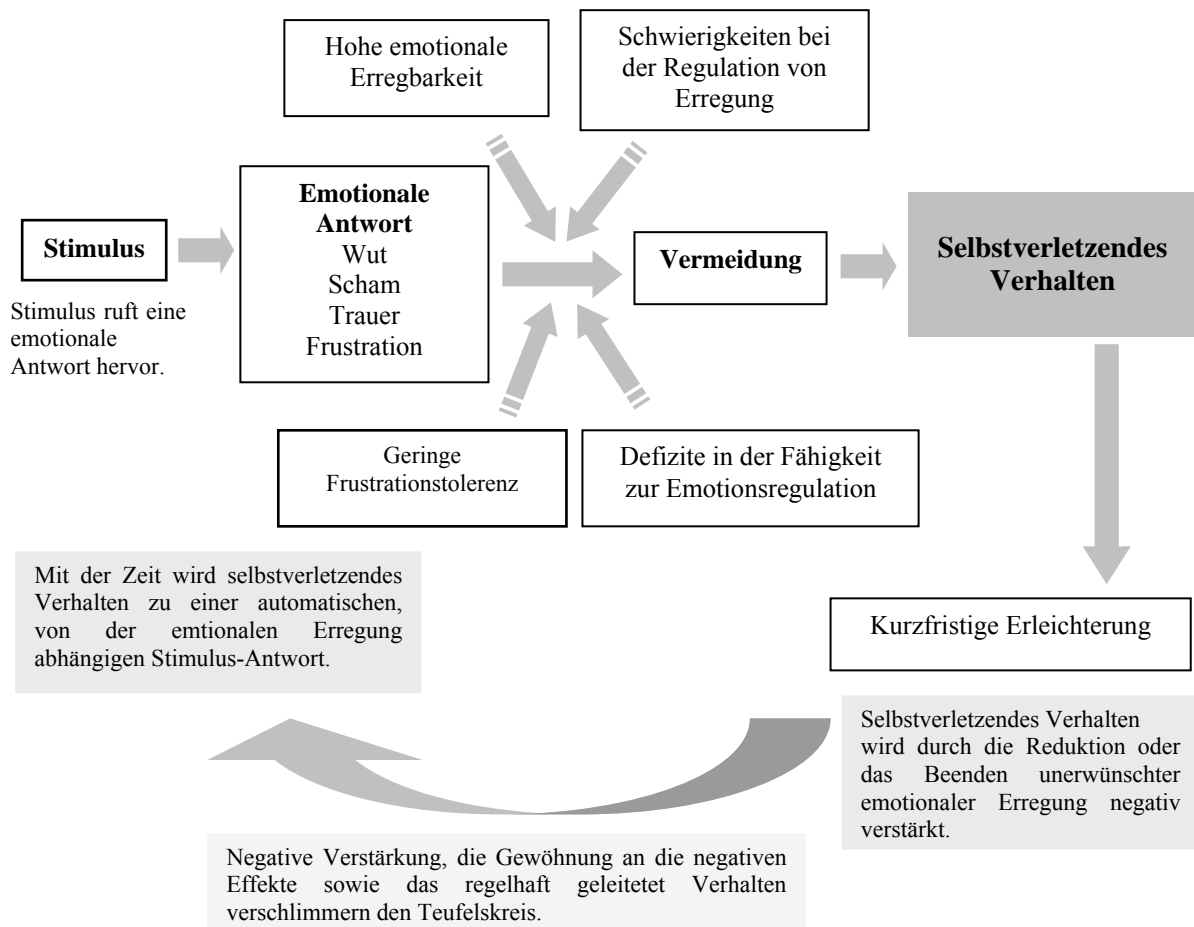 Hohe emotionale
Erregbarkeit
Schwierigkeiten bei
der Regulation von
Erregung
Stimulus
Stimulus ruft eine
emotionale
Antwort hervor.
Emotionale
Antwort
Wut
Scham
Trauer
Frustration
Vermeidung
Selbstverletzendes
Verhalten
Geringe
Frustrationstolerenz
Defizite in der Fähigkeit
zur Emotionsregulation
Mit der Zeit wird selbstverletzendes
Verhalten zu einer automatischen,
von der emtionalen Erregung
abhängigen Stimulus-Antwort.
Kurzfristige Erleichterung
Selbstverletzendes Verhalten
wird durch die Reduktion oder
das Beenden unerwünschter
emotionaler Erregung negativ
verstärkt.
Negative Verstärkung, die Gewöhnung an die negativen
Effekte sowie das regelhaft geleitetet Verhalten
verschlimmern den Teufelskreis.